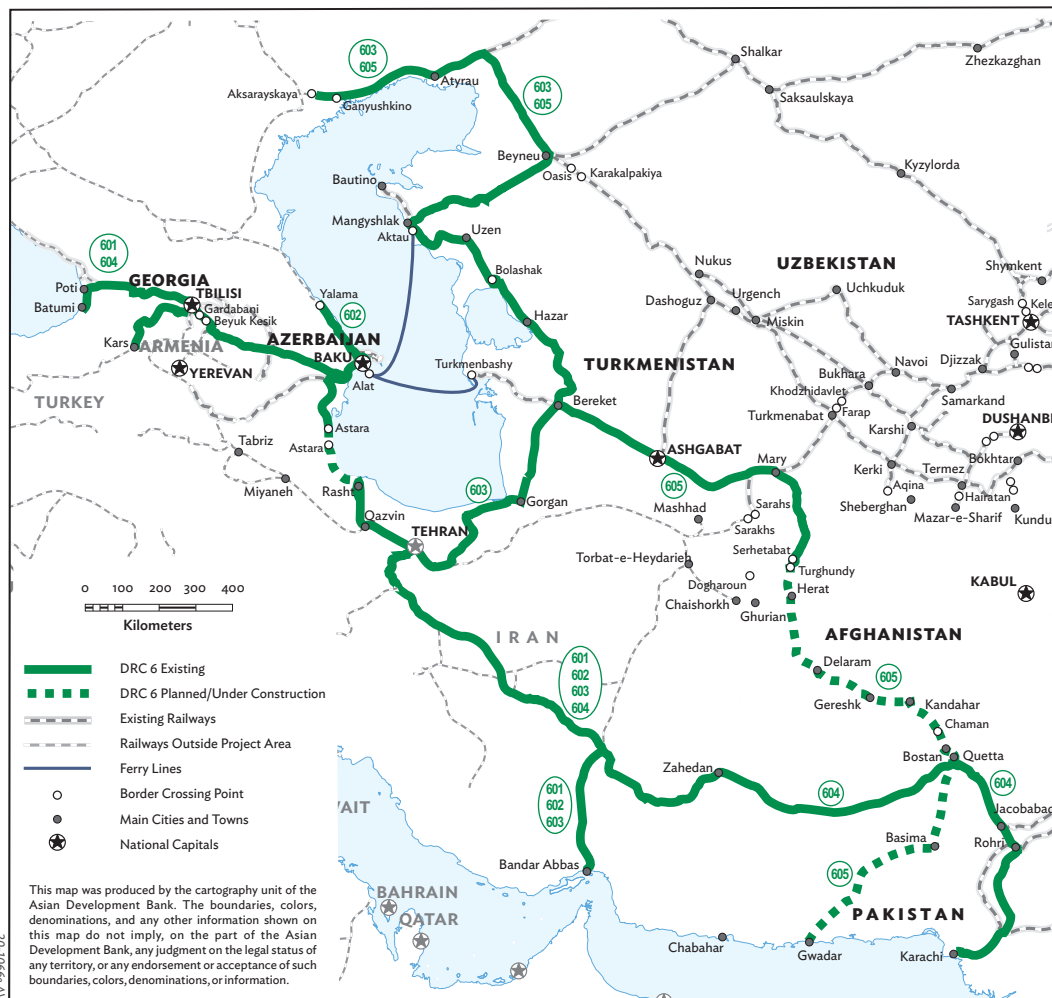 603
605
Shalkar
Zhezkazghan
Atyrau
Aksarayskaya
Ganyushkino
603
605
Saksaulskaya
Beyneu
Oasis
Karakalpakiya
Kyzylorda
Bautino
Mangyshlak
Aktau
Uzen
601
604
Bolashak
Nukus
UZBEKISTAN
Shymkent
GEORGIA
Poti
TBILISI
Gardabani
Beyuk Kesik
Batumi
Yalama
602
Dashoguz
Urgench
Uchkuduk
Sarygash
Kele
TASHKENT
Miskin
Hazar
Kars
ARMENIA
AZERBAIJAN
BAKU
Gulistan
YEREVAN
Alat
Turkmenbashy
TURKMENISTAN
Navoi
Djizzak
Bukhara
Khodzhidavlet
Samarkand
TURKEY
Bereket
Turkmenabat
Farap
DUSHANBE
Astara
Karshi
Tabriz
Astara
ASHGABAT
Mary
Kerki
Termez
Bokhtar
Miyaneh
Rasht
603
605
Aqina
Hairatan
Gorgan
Sarahs
Sheberghan
Mazar-e-Sharif
Kundu
Mashhad
Qazvin
TEHRAN
Sarakhs
Serhetabat
Torbat-e-Heydarieh
Turghundy
KABUL
Dogharoun
Herat
Chaishorkh
Ghurian
0 100 200 300 400
Kilometers
IRAN
AFGHANISTAN
601
602
603
604
Delaram
605
DRC 6 Existing
DRC 6 Planned/Under Construction
Gereshk
Kandahar
Chaman
Existing Railways
Railways Outside Project Area
Bostan
Quetta
Ferry Lines
Zahedan
Border Crossing Point
601
602
603
604
604
WAIT
Jacobabad
Main Cities and Towns
National Capitals
Basima
Rohri
Bandar Abbas
605
BAHRAIN
QATAR
PAKISTAN
Chabahar
Gwadar
Karachi
This map was produced by the cartography unit of the
Asian Development Bank. The boundaries, colors,
denominations, and any other information shown on
this map do not imply, on the part of the Asian
Development Bank, any judgment on the legal status of
any territory, or any endorsement or acceptance of such
boundaries, colors, denominations, or information.